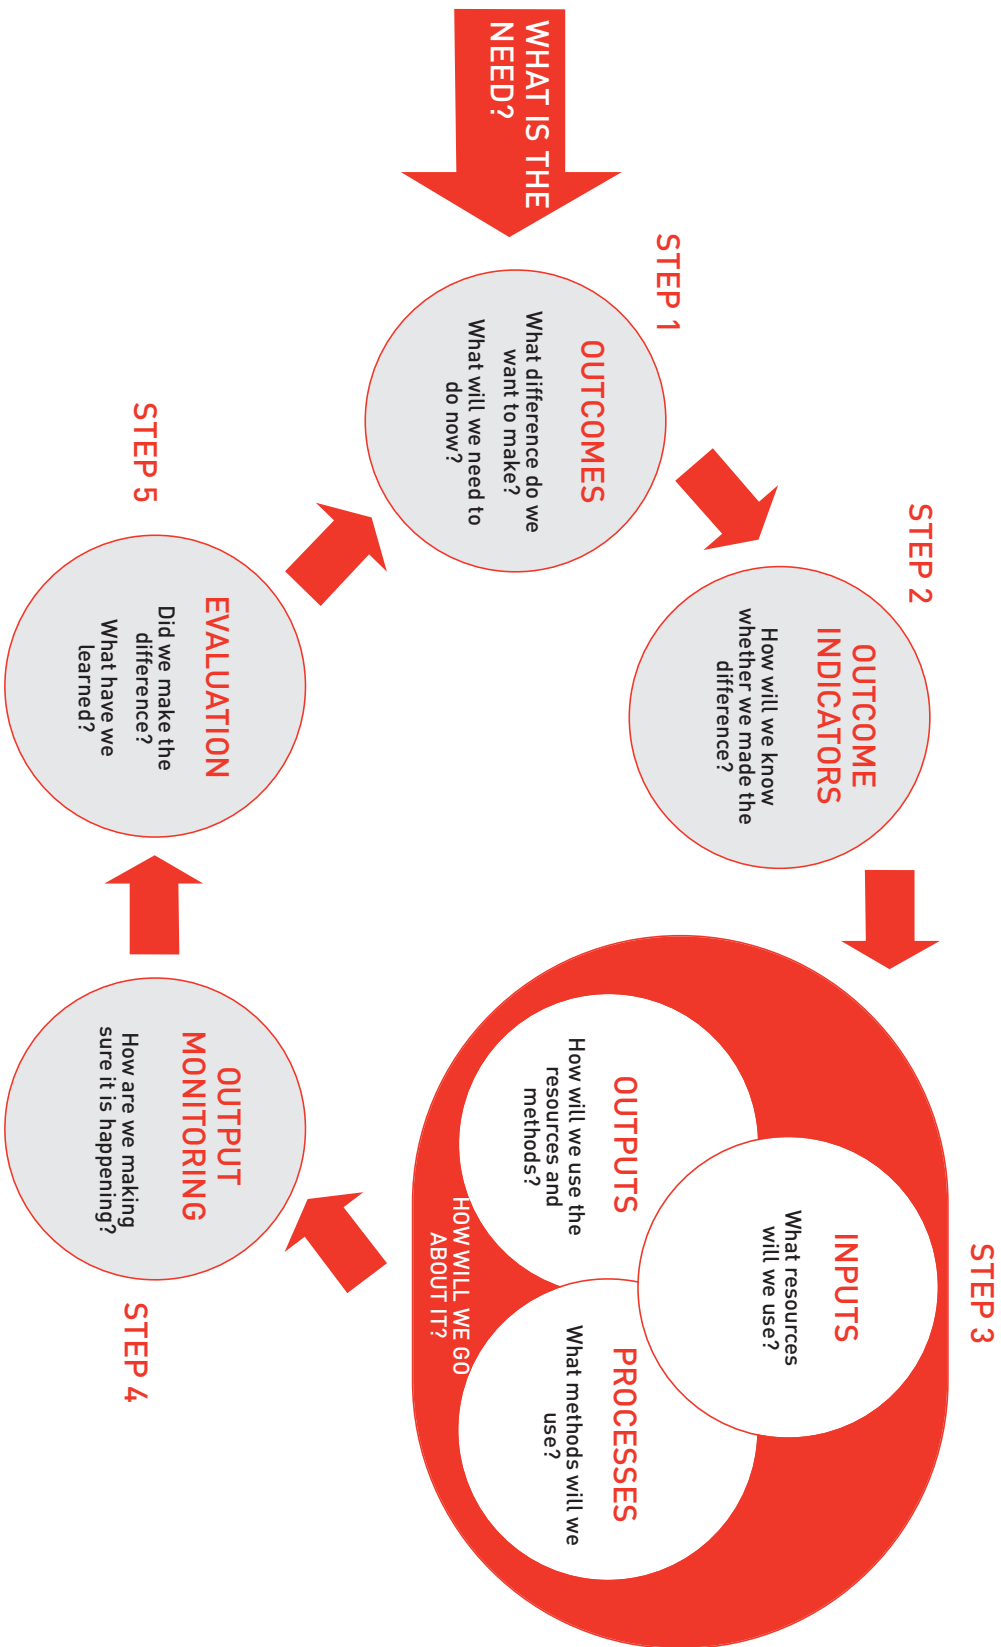 WHAT IS THE
NEED?
STEP 1
OUTCOMES
What difference do we
want to make?
What will we need to
do now?
STEP 2
OUTCOME
INDICATORS
How will we know
whether we made the
difference?
STEP 3
INPUTS
What resources
will we use?
OUTPUTS
How will we use the
resources and
methods?
PROCESSES
What methods will we
use?
HOW WILL WE GO
ABOUT IT?
STEP 4
OUTPUT
MONITORING
How are we making
sure it is happening?
STEP 5
EVALUATION
Did we make the
difference?
What have we
learned?